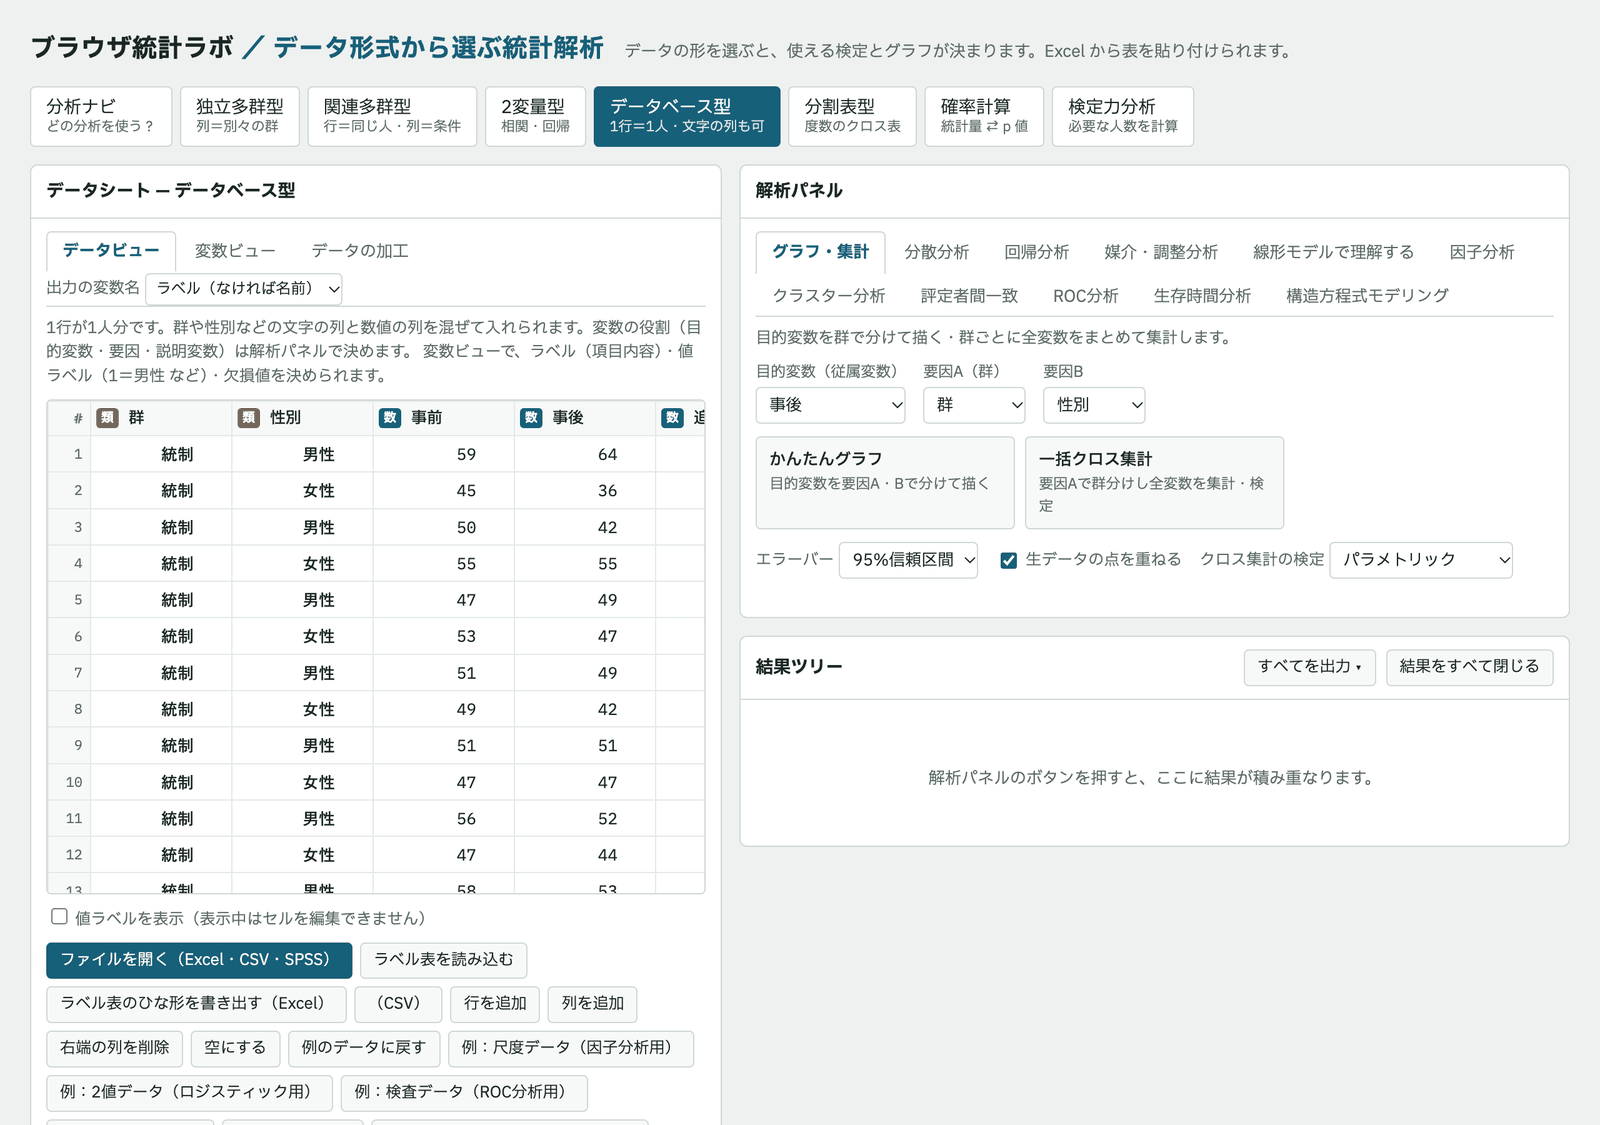 ブラウザ統計ラボ ／ データ形式から選ぶ統計解析 データの形を選ぶと、使える検定とグラフが決まります。Excel から表を貼り付けられます。
分析ナビ
どの分析を使う？
独立多群型
列＝別々の群
関連多群型
行＝同じ人・列＝条件
2変量型
相関・回帰
データベース型
1行＝1人・文字の列も可
分割表型
度数のクロス表
確率計算
統計量 ⇄ p 値
検定力分析
必要な人数を計算
データシート — データベース型
データビュー 変数ビュー データの加工
出力の変数名 ラベル（なければ名前）
1行が1人分です。群や性別などの文字の列と数値の列を混ぜて入れられます。変数の役割（目
的変数・要因・説明変数）は解析パネルで決めます。 変数ビューで、ラベル（項目内容）・値
ラベル（1＝男性 など）・欠損値を決められます。
# 類 群 類 性別 数 事前 数 事後 数
1 統制 男性 59 64
2 統制 女性 45 36
3 統制 男性 50 42
4 統制 女性 55 55
5 統制 男性 47 49
6 統制 女性 53 47
7 統制 男性 51 49
8 統制 女性 49 42
9 統制 男性 51 51
10 統制 女性 47 47
11 統制 男性 56 52
12 統制 女性 47 44
13 統制 男性 58 53
値ラベルを表示（表示中はセルを編集できません）
ファイルを開く（Excel・CSV・SPSS） ラベル表を読み込む
ラベル表のひな形を書き出す（Excel） （CSV） 行を追加 列を追加
右端の列を削除 空にする 例のデータに戻す 例：尺度データ（因子分析用）
例：2値データ（ロジスティック用） 例：検査データ（ROC分析用）
解析パネル
グラフ・集計 分散分析 回帰分析 媒介・調整分析 線形モデルで理解する 因子分析
クラスター分析 評定者間一致 ROC分析 生存時間分析 構造方程式モデリング
目的変数を群で分けて描く・群ごとに全変数をまとめて集計します。
目的変数（従属変数） 要因A（群） 要因B
事後 群 性別
かんたんグラフ
目的変数を要因A・Bで分けて描く
一括クロス集計
要因Aで群分けし全変数を集計・検
定
エラーバー 95%信頼区間 生データの点を重ねる クロス集計の検定 パラメトリック
結果ツリー すべてを出力 ▾ 結果をすべて閉じる
解析パネルのボタンを押すと、ここに結果が積み重なります。